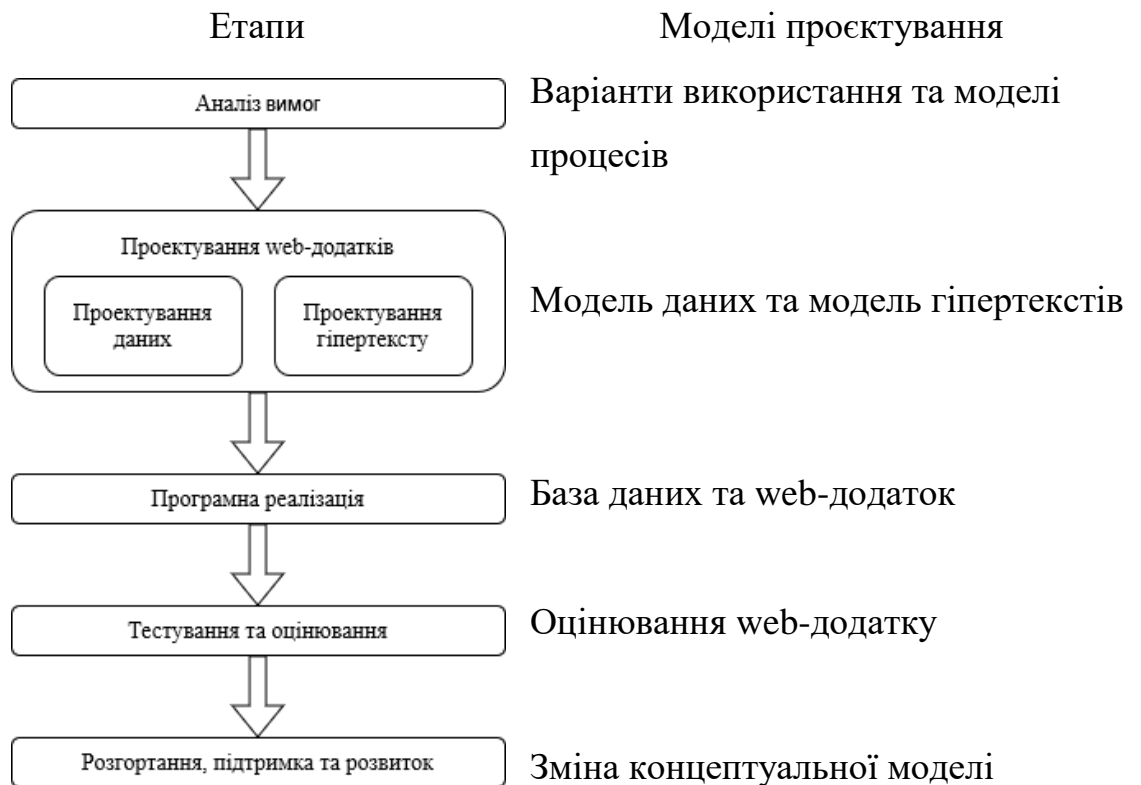 Етапи
Моделі проєктування
Аналіз вимог
Варіанти використання та моделі
процесів
Проектування web-додатків
Проектування
даних
Проектування
гіпертексту
Модель даних та модель гіпертекстів
Програмна реалізація
База даних та web-додаток
Тестування та оцінювання
Оцінювання web-додатку
Розгортання, підтримка та розвиток
Зміна концептуальної моделі